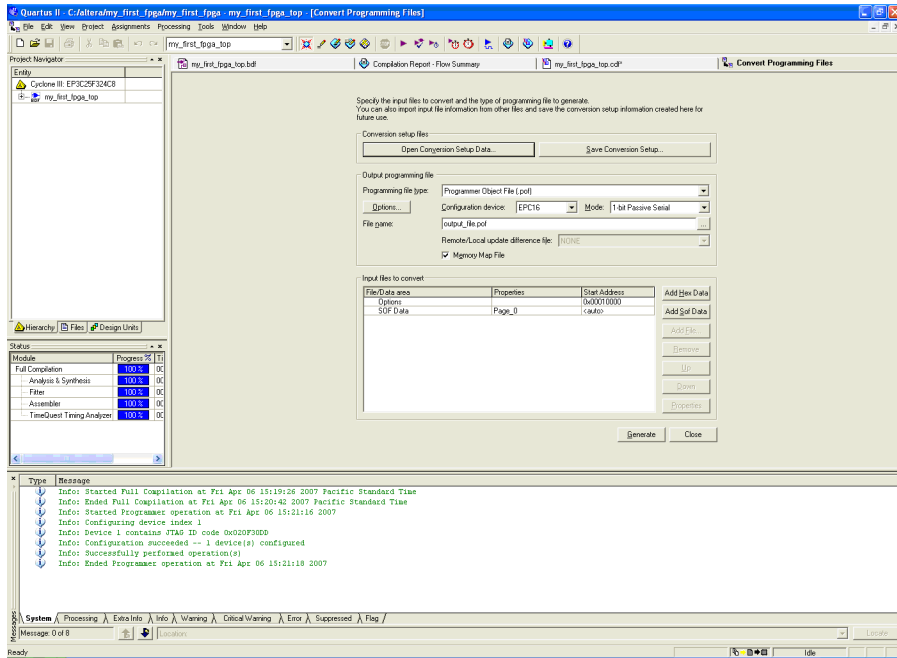 Quartus II - C:/altera/my_first_fpga/my_first_fpga - my_first_fpga_top - [Convert Programming Files]
File Edit View Project Assignments Processing Tools Window Help
my_first_fpga_top
Project Navigator
Entity
Cyclone III: EP3C25F324C8
my_first_fpga_top
Hierarchy Files Design Units
Status
Module Progress % Ti
Full Compilation 100 % 00
Analysis & Synthesis 100 % 00
Fitter 100 % 00
Assembler 100 % 00
TimeQuest Timing Analyzer 100 % 00
my_first_fpga_top.bdf Compilation Report - Flow Summary my_first_fpga_top.cdf* Convert Programming Files
Specify the input files to convert and the type of programming file to generate.
You can also import input file information from other files and save the conversion setup information created here for
future use.
Conversion setup files
Open Conversion Setup Data... Save Conversion Setup...
Output programming file
Programming file type: Programmer Object File (.pof)
Options... Configuration device: EPC16 Mode: 1-bit Passive Serial
File name: output_file.pof ...
Remote/Local update difference file: NONE
Memory Map File
Input files to convert
File/Data area Properties Start Address
Options 0x00010000
SOF Data Page_0 <auto>
Add Hex Data
Add Sof Data
Add File...
Remove
Up
Down
Properties
Generate Close
Type Message
Info: Started Full Compilation at Fri Apr 06 15:19:26 2007 Pacific Standard Time
Info: Ended Full Compilation at Fri Apr 06 15:20:42 2007 Pacific Standard Time
Info: Started Programmer operation at Fri Apr 06 15:21:16 2007
Info: Configuring device index 1
Info: Device 1 contains JTAG ID code 0x020F30DD
Info: Configuration succeeded -- 1 device(s) configured
Info: Successfully performed operation(s)
Info: Ended Programmer operation at Fri Apr 06 15:21:18 2007
System Processing Extra Info Info Warning Critical Warning Error Suppressed Flag
Messages
Message: 0 of 8 Location: Locate
Ready Idle